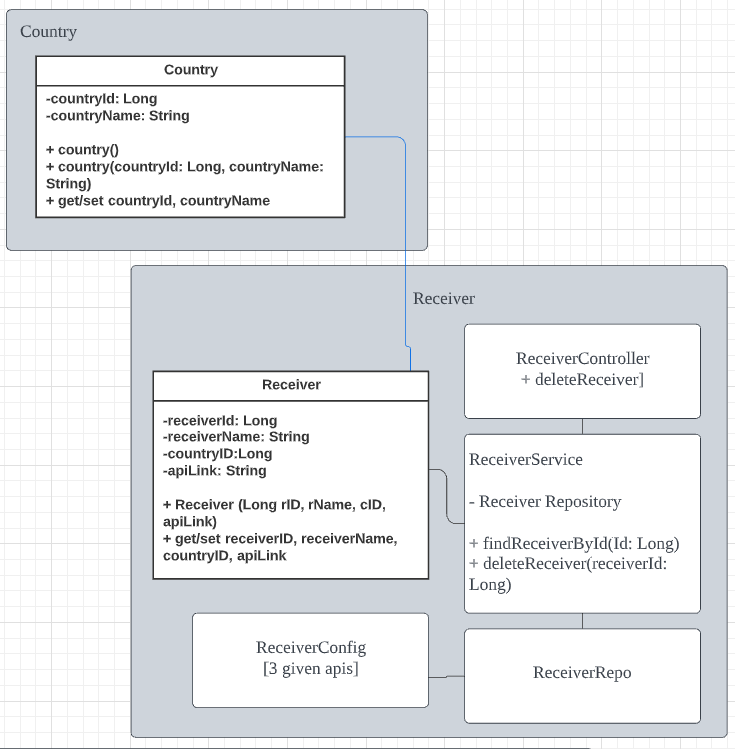 Country
Country
-countryId: Long
-countryName: String
+ country()
+ country(countryId: Long, countryName:
String)
+ get/set countryId, countryName
Receiver
Receiver
-receiverId: Long
-receiverName: String
-countryID:Long
-apiLink: String
+ Receiver (Long rID, rName, cID,
apiLink)
+ get/set receiverID, receiverName,
countryID, apiLink
ReceiverController
+ deleteReceiver]
ReceiverService
- Receiver Repository
+ findReceiverById(Id: Long)
+ deleteReceiver(receiverId:
Long)
ReceiverConfig
[3 given apis]
ReceiverRepo